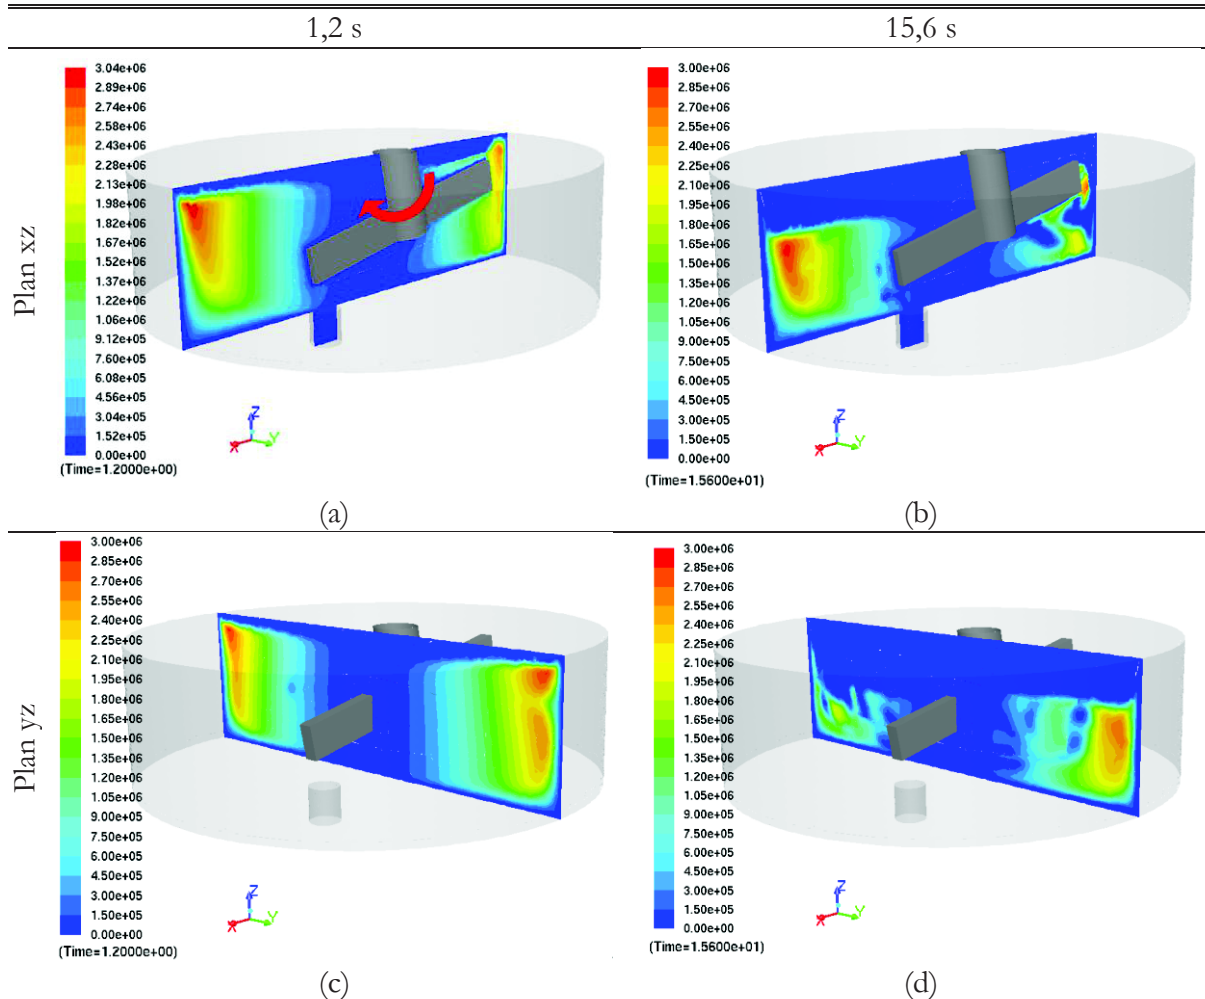 1,2 s
15,6 s
Plan xz
3.04e+06
2.89e+06
2.74e+06
2.58e+06
2.43e+06
2.28e+06
2.13e+06
1.98e+06
1.82e+06
1.67e+06
1.52e+06
1.37e+06
1.22e+06
1.06e+06
9.12e+05
7.60e+05
6.08e+05
4.56e+05
3.04e+05
1.52e+05
0.00e+00
(Time=1.2000e+00)
Z
X
Y
(a)
3.00e+06
2.85e+06
2.70e+06
2.55e+06
2.40e+06
2.25e+06
2.10e+06
1.95e+06
1.80e+06
1.65e+06
1.50e+06
1.35e+06
1.20e+06
1.05e+06
9.00e+05
7.50e+05
6.00e+05
4.50e+05
3.00e+05
1.50e+05
0.00e+00
(Time=1.5600e+01)
Z
X
Y
(b)
Plan yz
3.00e+06
2.85e+06
2.70e+06
2.55e+06
2.40e+06
2.25e+06
2.10e+06
1.95e+06
1.80e+06
1.65e+06
1.50e+06
1.35e+06
1.20e+06
1.05e+06
9.00e+05
7.50e+05
6.00e+05
4.50e+05
3.00e+05
1.50e+05
0.00e+00
(Time=1.2000e+00)
Z
X
Y
(c)
3.00e+06
2.85e+06
2.70e+06
2.55e+06
2.40e+06
2.25e+06
2.10e+06
1.95e+06
1.80e+06
1.65e+06
1.50e+06
1.35e+06
1.20e+06
1.05e+06
9.00e+05
7.50e+05
6.00e+05
4.50e+05
3.00e+05
1.50e+05
0.00e+00
(Time=1.5600e+01)
Z
X
Y
(d)